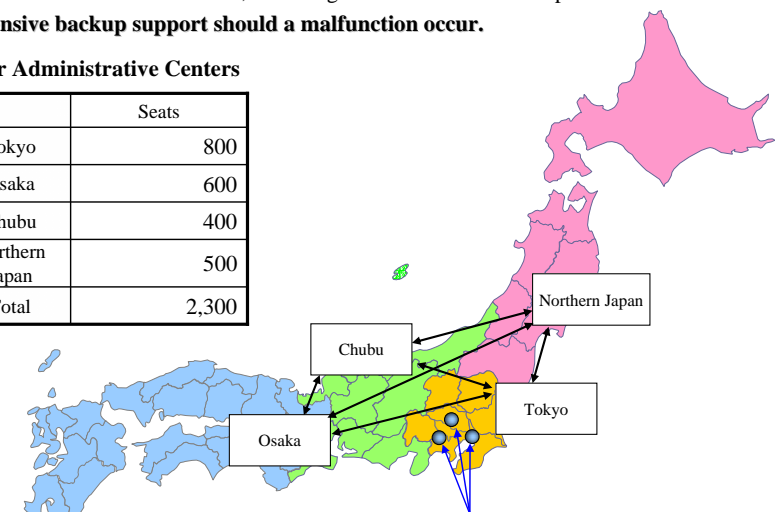 nsive backup support should a malfunction occur.
r Administrative Centers
Seats
okyo 800
saka 600
hubu 400
rthern
apan 500
otal 2,300
Northern Japan
Chubu
Tokyo
Osaka